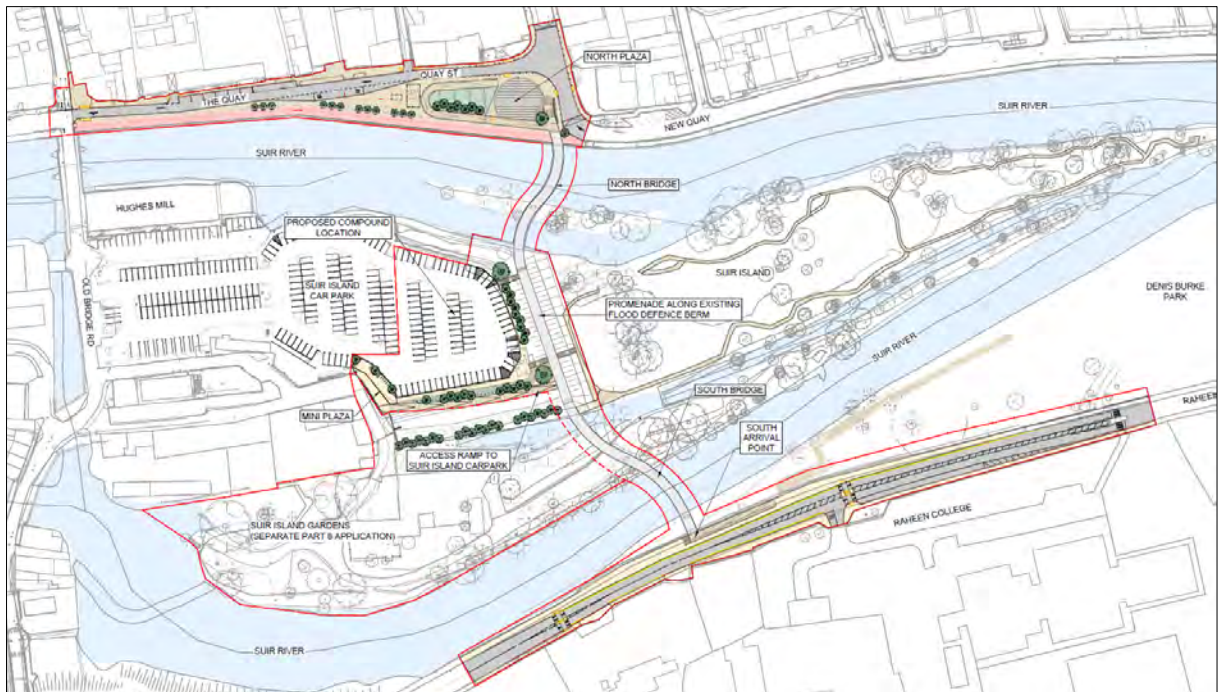 NORTH PLAZA
QUAY ST
THE QUAY
SUIR RIVER
NEW QUAY
SUIR RIVER
NORTH BRIDGE
HUGHES MILL
PROPOSED COMPOUND
LOCATION
SUIR ISLAND
CAR PARK
SUIR ISLAND
OLD BRIDGE RD
PROMENADE ALONG EXISTING
FLOOD DEFENCE BERM
DENIS BURKE
PARK
SUIR RIVER
MINI PLAZA
SOUTH BRIDGE
SOUTH
ARRIVAL
POINT
RAHEEN
ACCESS RAMP TO
SUIR ISLAND CARPARK
RAHEEN COLLEGE
SUIR ISLAND GARDENS
(SEPARATE PART 8 APPLICATION)
SUIR RIVER